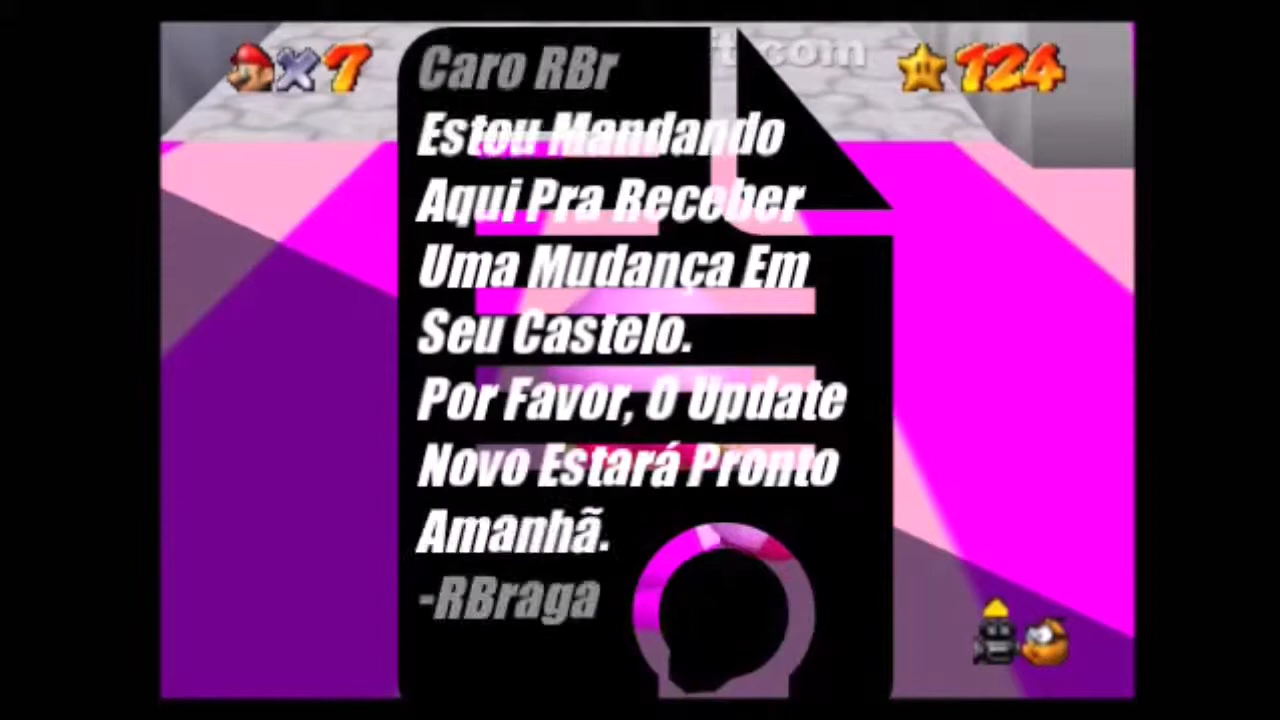 ×7
Caro RBr
t.com
124
Estou Mandando
Aqui Pra Receber
Uma Mudança Em
Seu Castelo.
Por Favor, O Update
Novo Estará Pronto
Amanhã.
-RBraga